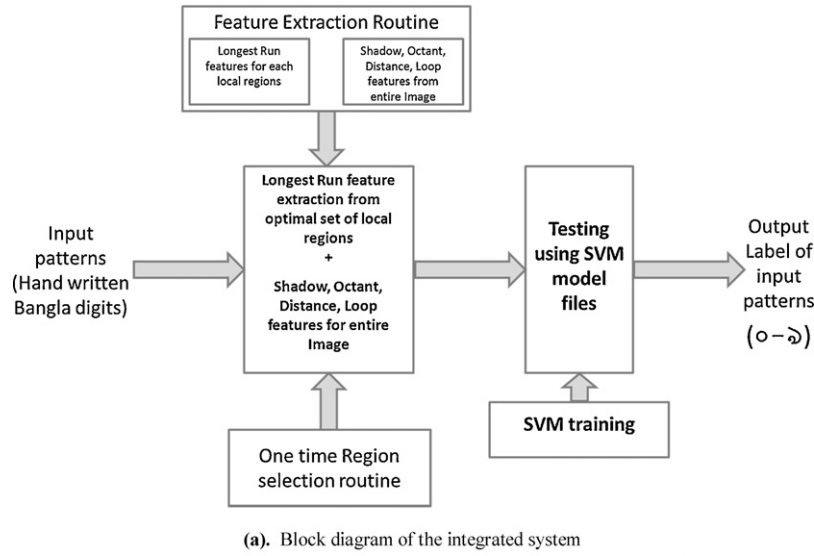 Feature Extraction Routine
Longest Run
features for each
local regions
Shadow, Octant,
Distance, Loop
features from
entire Image
Input
patterns
(Hand written
Bangla digits)
Longest Run feature
extraction from
optimal set of local
regions
+
Shadow, Octant,
Distance, Loop
features for entire
Image
Testing
using SVM
model
files
Output
Label of
input
patterns
(০–৯)
One time Region
selection routine
SVM training
(a). Block diagram of the integrated system